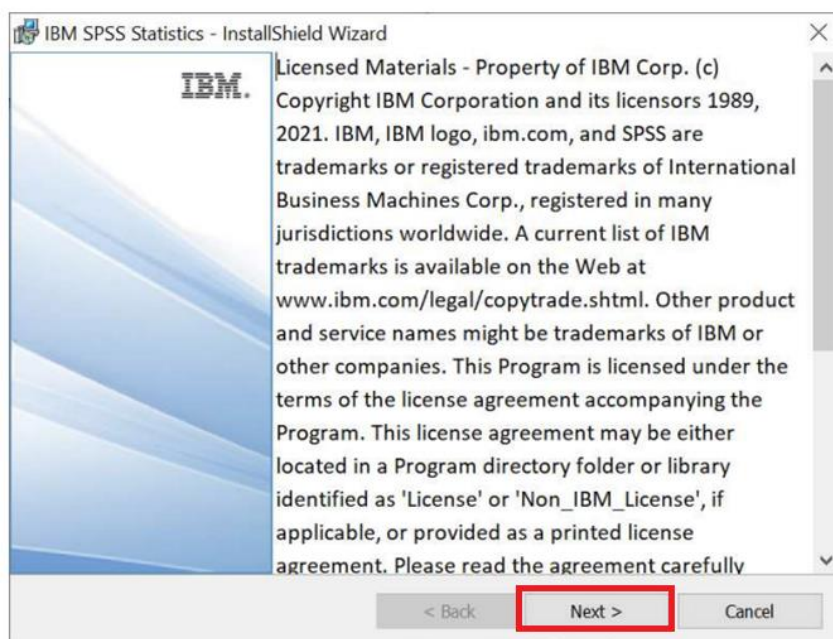 IBM SPSS Statistics - InstallShield Wizard
IBM.
Licensed Materials - Property of IBM Corp. (c)
Copyright IBM Corporation and its licensors 1989,
2021. IBM, IBM logo, ibm.com, and SPSS are
trademarks or registered trademarks of International
Business Machines Corp., registered in many
jurisdictions worldwide. A current list of IBM
trademarks is available on the Web at
www.ibm.com/legal/copytrade.shtml. Other product
and service names might be trademarks of IBM or
other companies. This Program is licensed under the
terms of the license agreement accompanying the
Program. This license agreement may be either
located in a Program directory folder or library
identified as 'License' or 'Non_IBM_License', if
applicable, or provided as a printed license
agreement. Please read the agreement carefully
< Back Next > Cancel